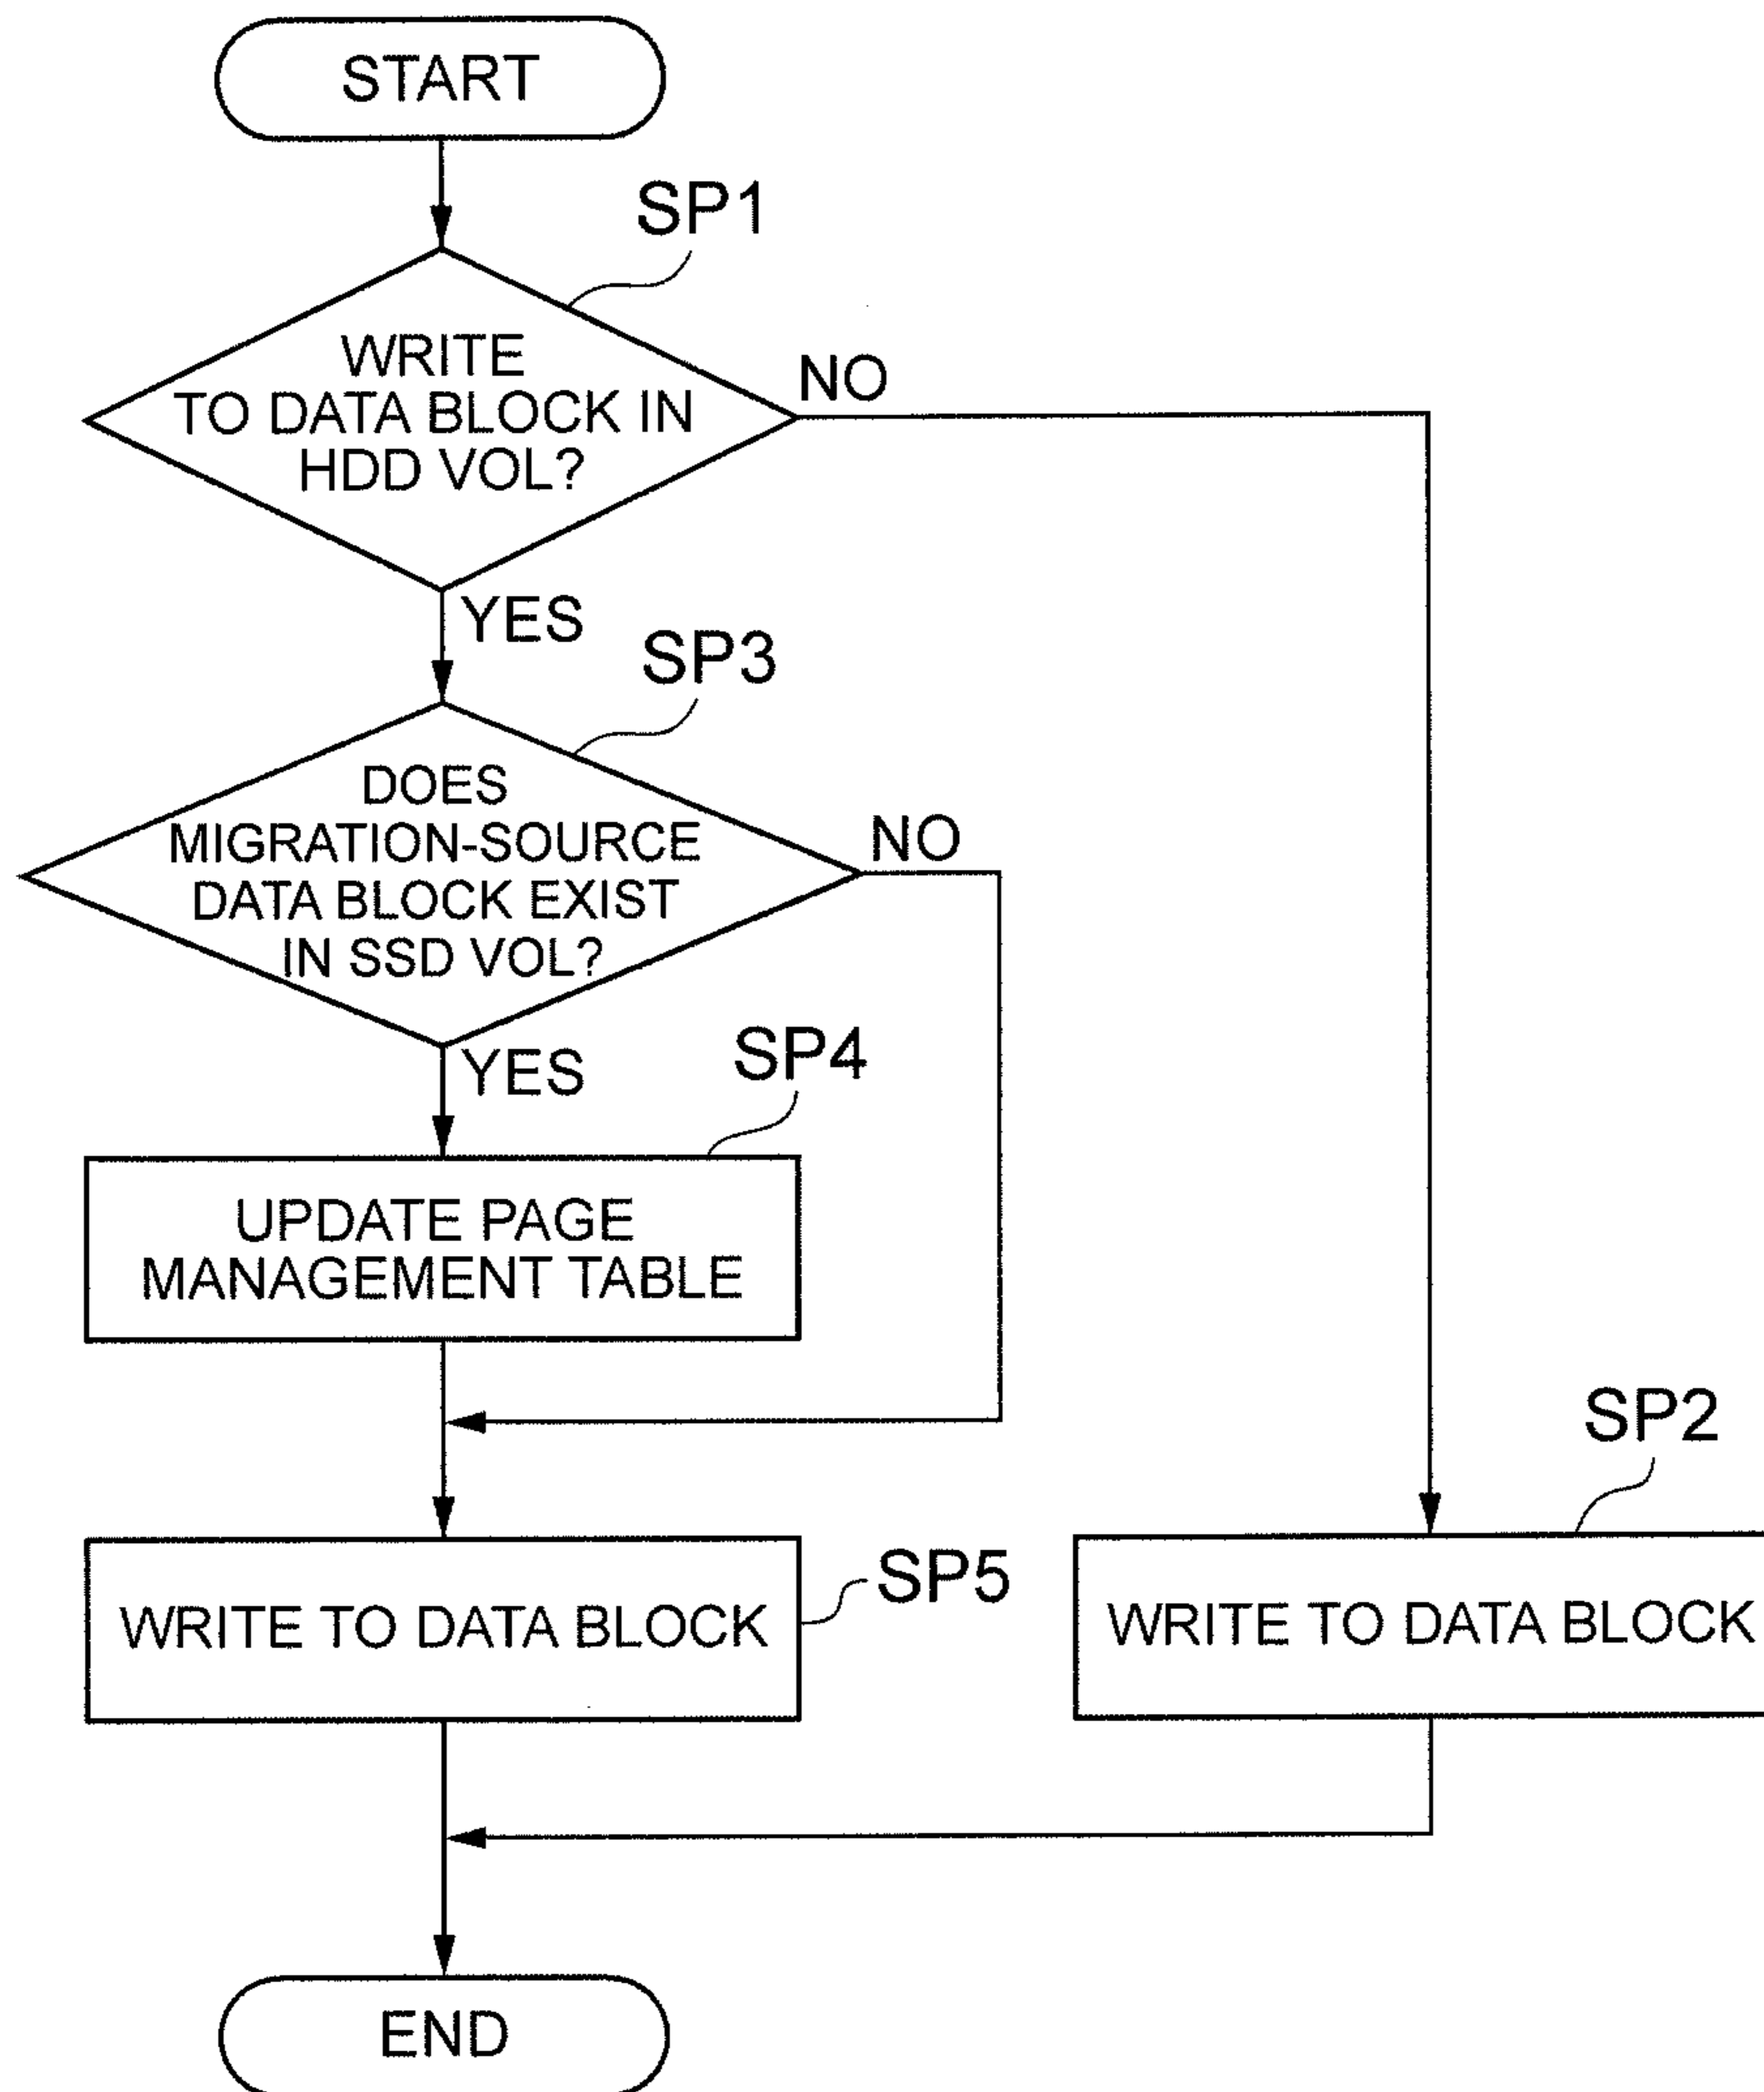 START
SP1
WRITE
TO DATA BLOCK IN
HDD VOL?
NO
YES
SP3
DOES
MIGRATION-SOURCE
DATA BLOCK EXIST
IN SSD VOL?
NO
YES
SP4
UPDATE PAGE
MANAGEMENT TABLE
SP2
WRITE TO DATA BLOCK
SP5
WRITE TO DATA BLOCK
END